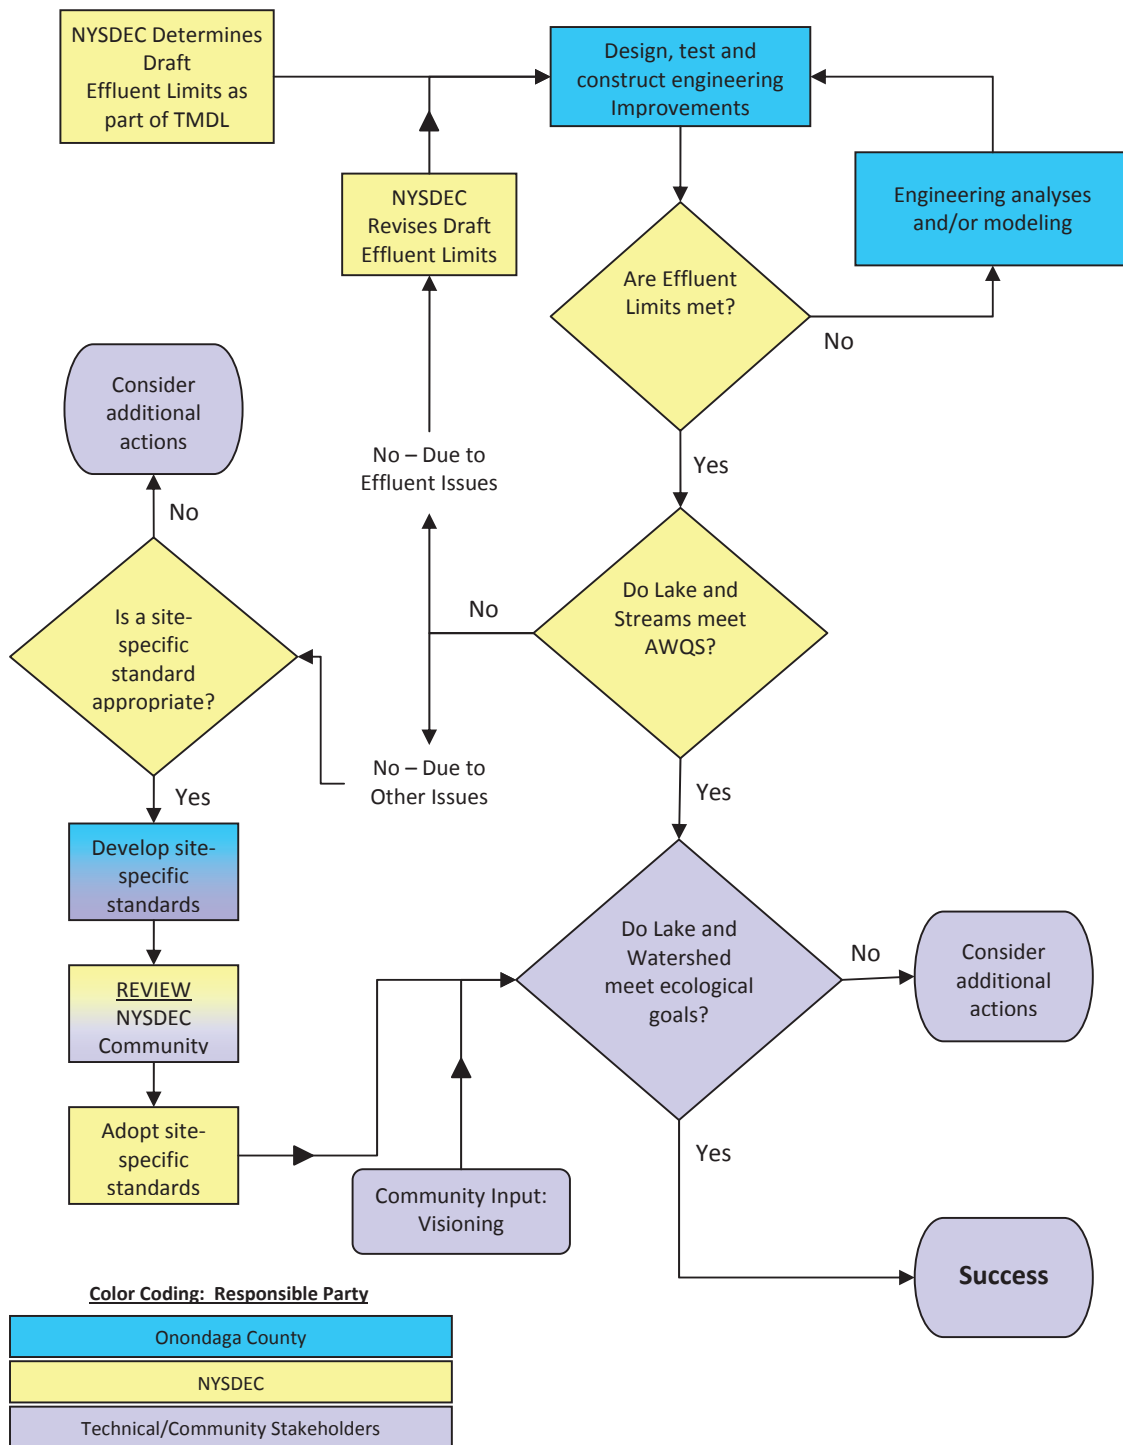 NYSDEC Determines
Draft
Effluent Limits as
part of TMDL
Design, test and
construct engineering
Improvements
NYSDEC
Revises Draft
Effluent Limits
Engineering analyses
and/or modeling
Are Effluent
Limits met?
No
Yes
Consider
additional
actions
No
No – Due to
Effluent Issues
Do Lake and
Streams meet
AWQS?
No
Is a site-
specific
standard
appropriate?
No – Due to
Other Issues
Yes
Yes
Develop site-
specific
standards
REVIEW
NYSDEC
Community
Adopt site-
specific
standards
Do Lake and
Watershed
meet ecological
goals?
No
Consider
additional
actions
Yes
Community Input:
Visioning
Success
Color Coding: Responsible Party
Onondaga County
NYSDEC
Technical/Community Stakeholders